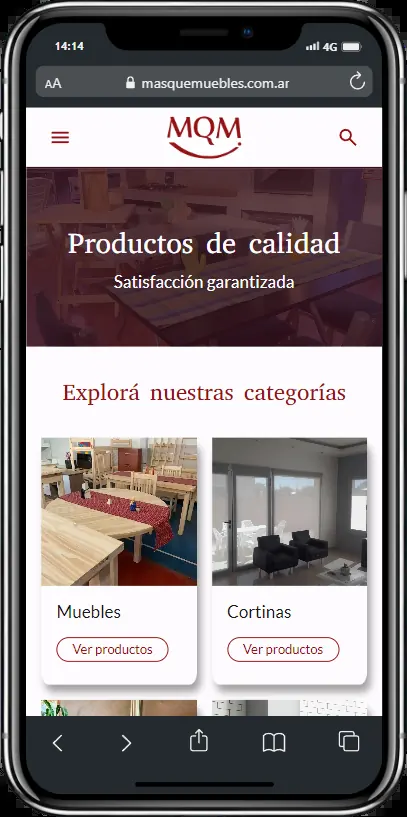 14:14
4G
AA
masquemuebles.com.ar
MQM
Productos de calidad
Satisfacción garantizada
Explorá nuestras categorías
Muebles
Cortinas
Ver productos
Ver productos